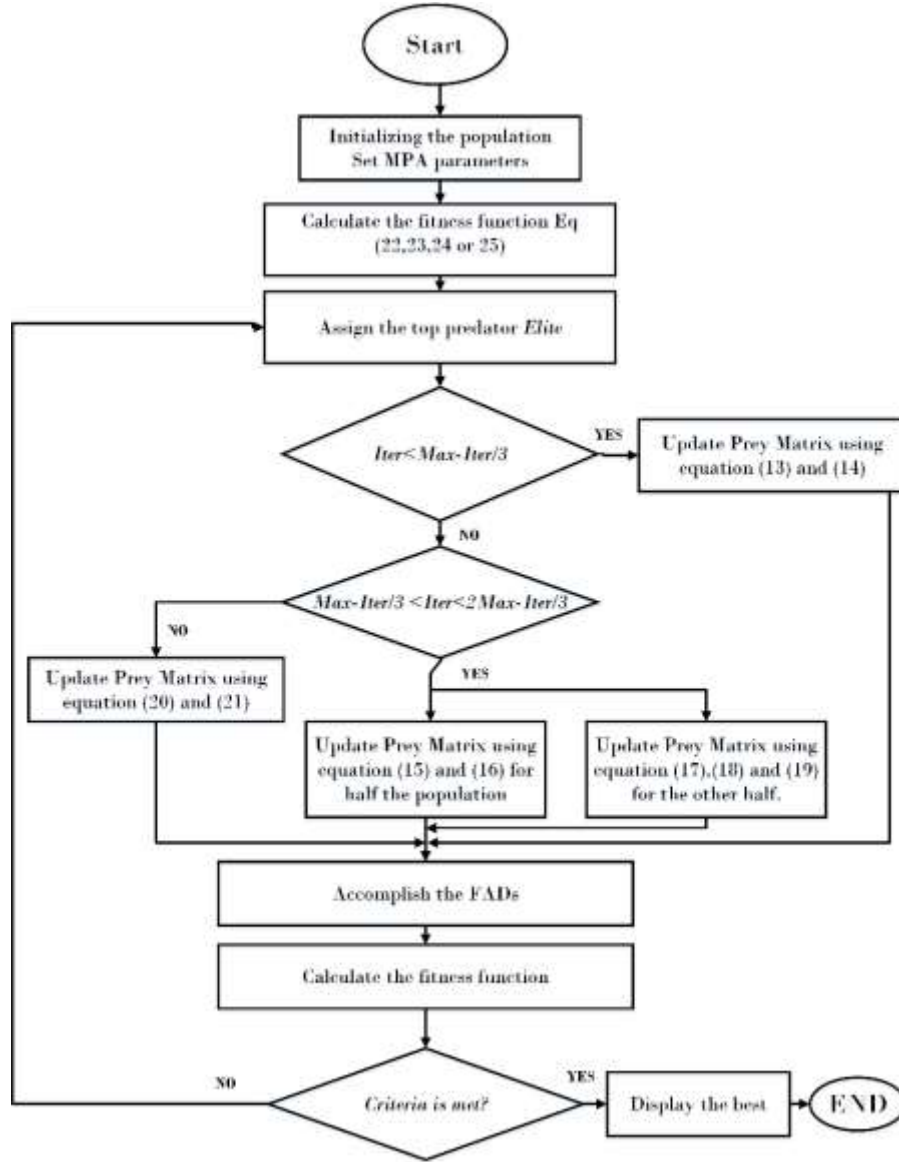 Start
Initializing the population
Set MPA parameters
Calculate the fitness function Eq
(22,23,24 or 25)
Assign the top predator Elite
Iter<Max-Iter/3
YES
Update Prey Matrix using
equation (13) and (14)
NO
Max-Iter/3 <Iter<2Max-Iter/3
NO
YES
Update Prey Matrix using
equation (20) and (21)
Update Prey Matrix using
equation (15) and (16) for
half the population
Update Prey Matrix using
equation (17),(18) and (19)
for the other half.
Accomplish the FADs
Calculate the fitness function
NO
Criteria is met?
YES
Display the best
END